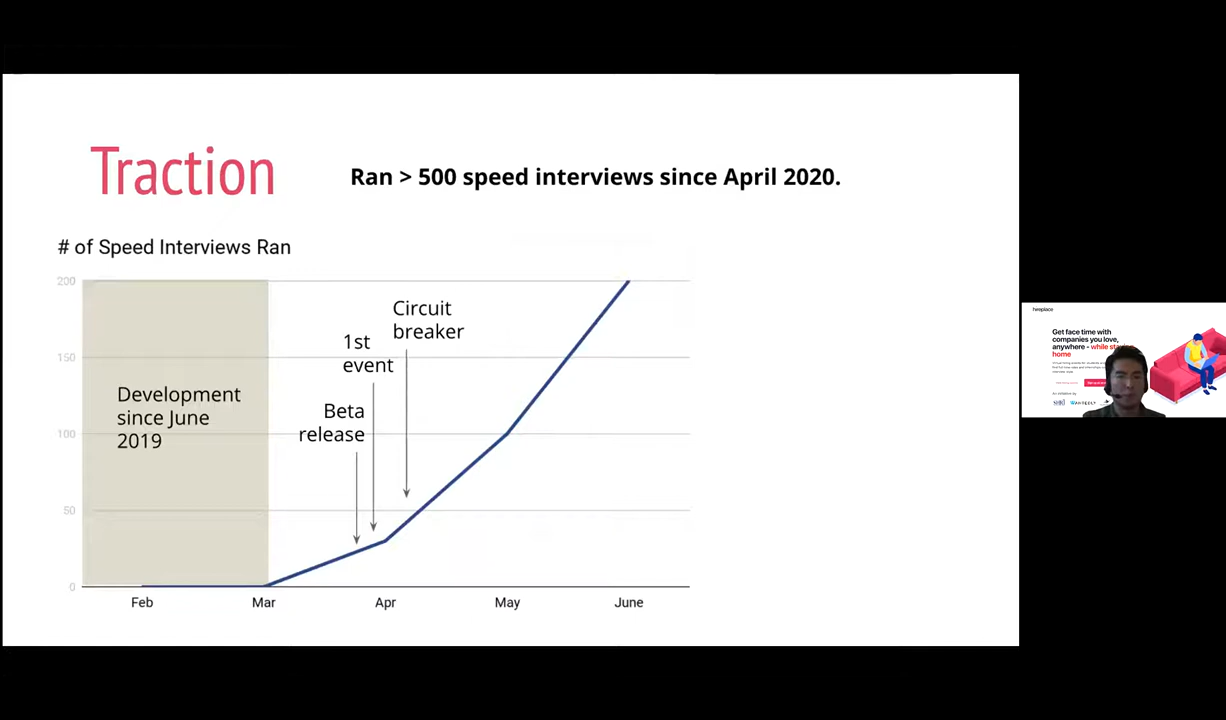 Traction
Ran > 500 speed interviews since April 2020.
# of Speed Interviews Ran
200
150
100
50
0
Development
since June
2019
Beta
release
1st
event
Circuit
breaker
Feb
Mar
Apr
May
June
Get face time with
companies you love,
anywhere - while
home